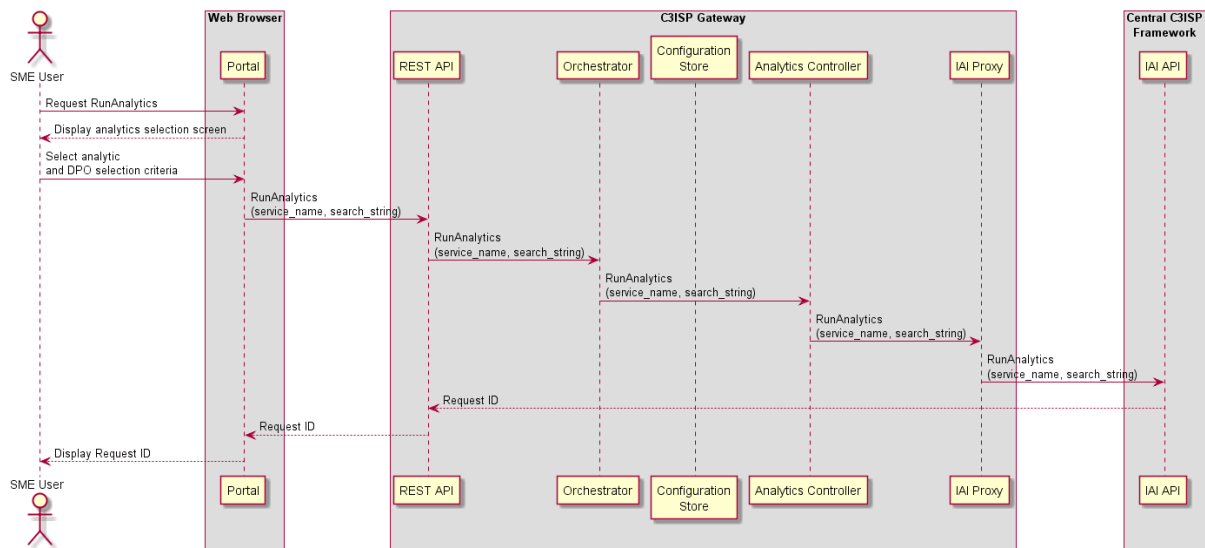 Web Browser
C3ISP Gateway
Central C3ISP
Framework
SME User
Portal
REST API
Orchestrator
Configuration
Store
Analytics Controller
IAI Proxy
IAI API
Request RunAnalytics
Display analytics selection screen
Select analytic
and DPO selection criteria
RunAnalytics
(service_name, search_string)
RunAnalytics
(service_name, search_string)
RunAnalytics
(service_name, search_string)
RunAnalytics
(service_name, search_string)
RunAnalytics
(service_name, search_string)
Request ID
Request ID
Display Request ID
SME User
Portal
REST API
Orchestrator
Configuration
Store
Analytics Controller
IAI Proxy
IAI API